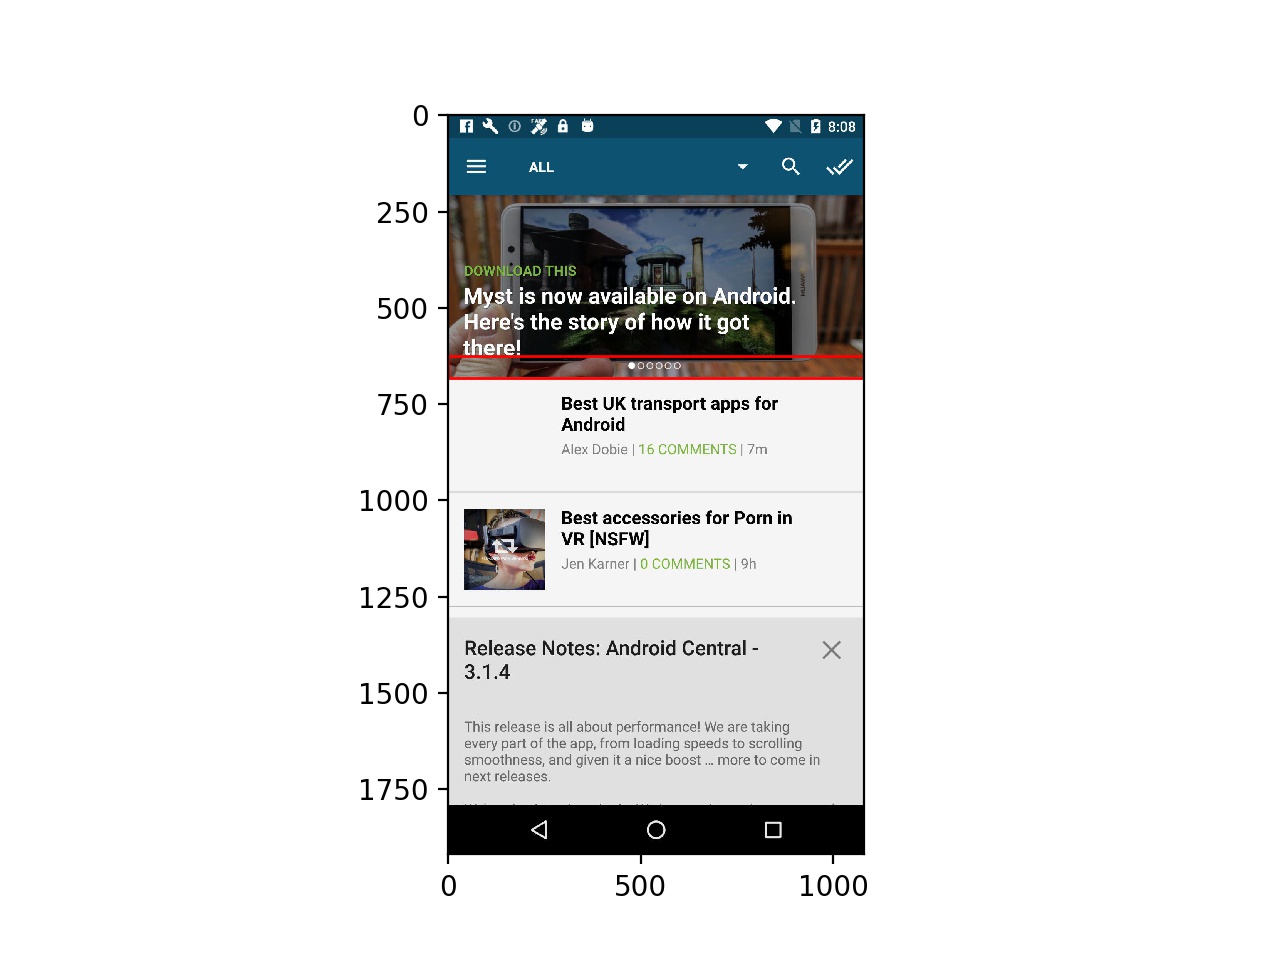 0
250
500
750
1000
1250
1500
1750
8:08
ALL
DOWNLOAD THIS
Myst is now available on Android.
Here's the story of how it got
there!
Best UK transport apps for
Android
Alex Dobie | 16 COMMENTS | 7m
Best accessories for Porn in
VR [NSFW]
Jen Karner | 0 COMMENTS | 9h
Release Notes: Android Central -
3.1.4
This release is all about performance! We are taking
every part of the app, from loading speeds to scrolling
smoothness, and given it a nice boost ... more to come in
next releases.
0 500 1000